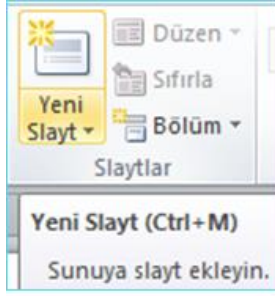 Yeni
Slayt
Düzen
Sıfırla
Bölüm
Slaytlar
Yeni Slayt (Ctrl+M)
Sunuya slayt ekleyin.